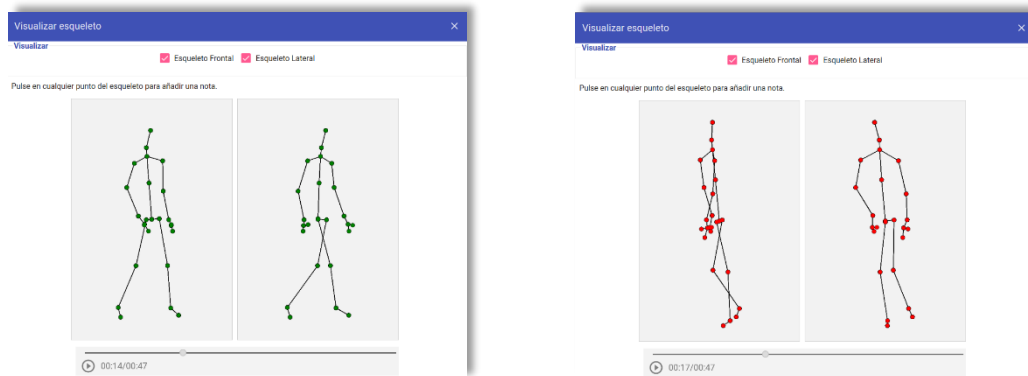 Visualizar esqueleto ×
Visualizar
Esqueleto Frontal Esqueleto Lateral
Pulse en cualquier punto del esqueleto para añadir una nota.
00:14/00:47
Visualizar esqueleto ×
Visualizar
Esqueleto Frontal Esqueleto Lateral
Pulse en cualquier punto del esqueleto para añadir una nota.
00:17/00:47